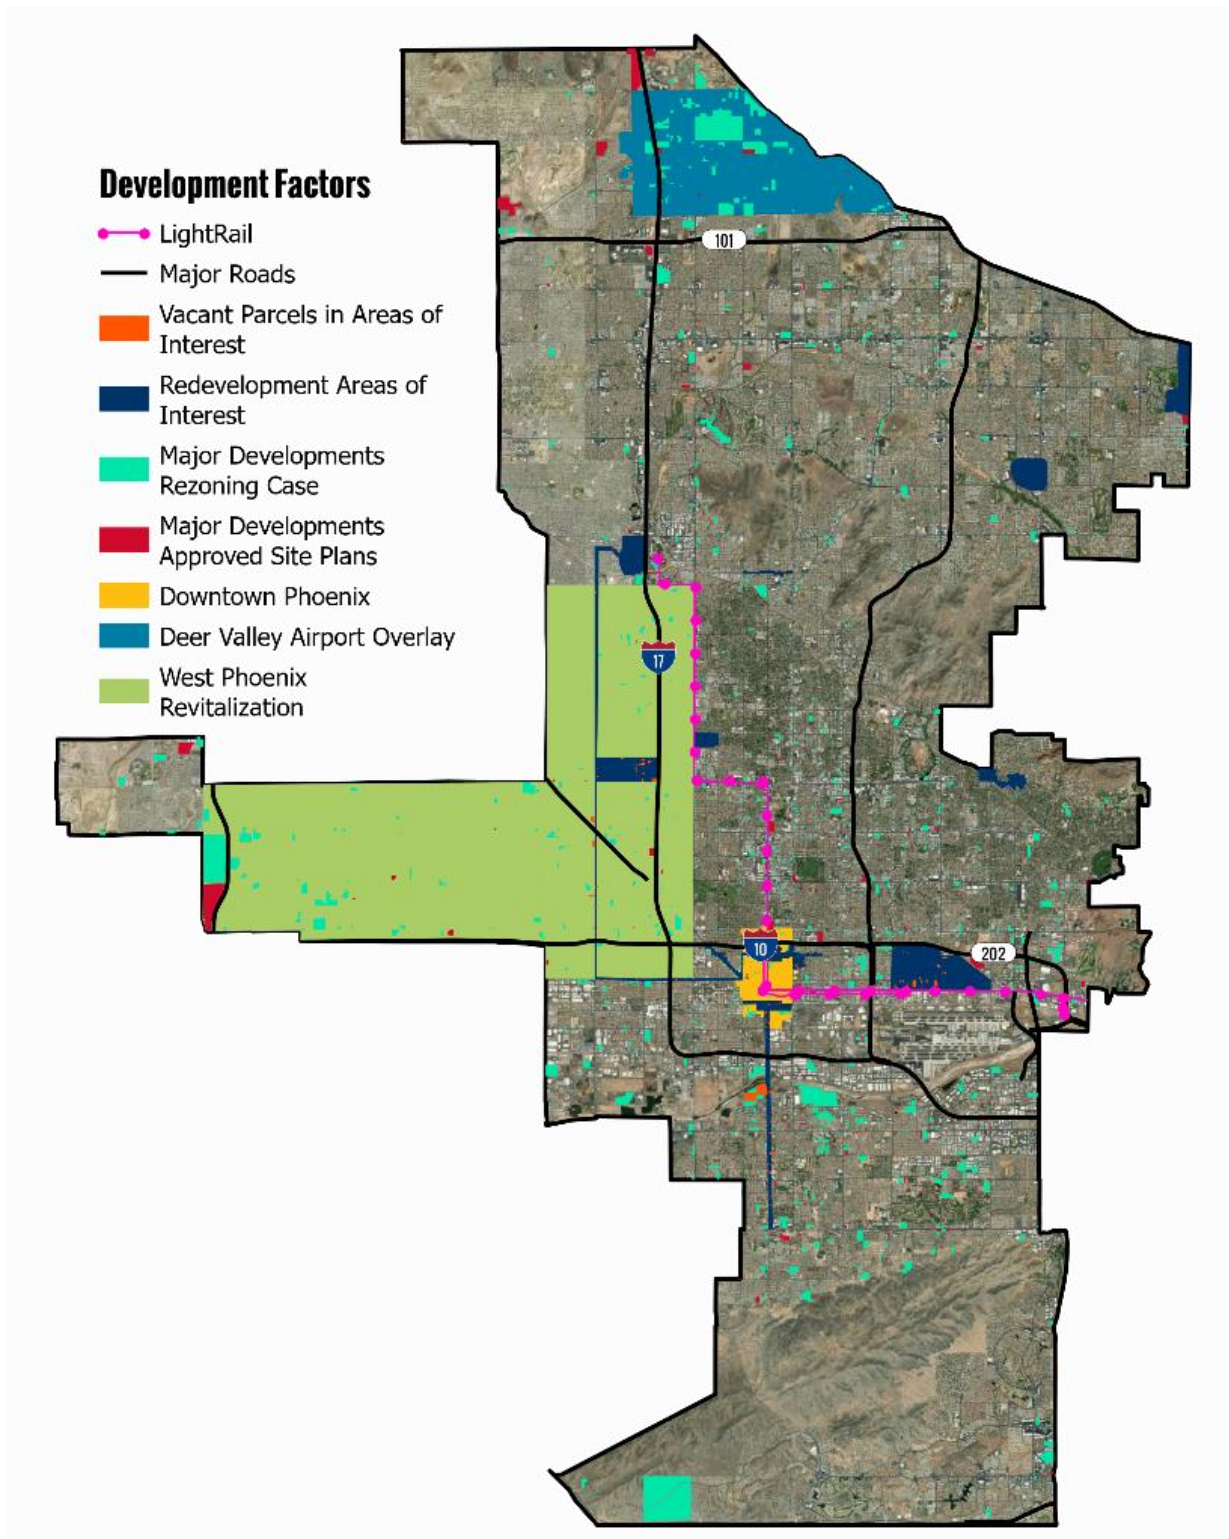 Development Factors
LightRail
Major Roads
Vacant Parcels in Areas of
Interest
Redevelopment Areas of
Interest
Major Developments
Rezoning Case
Major Developments
Approved Site Plans
Downtown Phoenix
Deer Valley Airport Overlay
West Phoenix
Revitalization
101
17
10
202